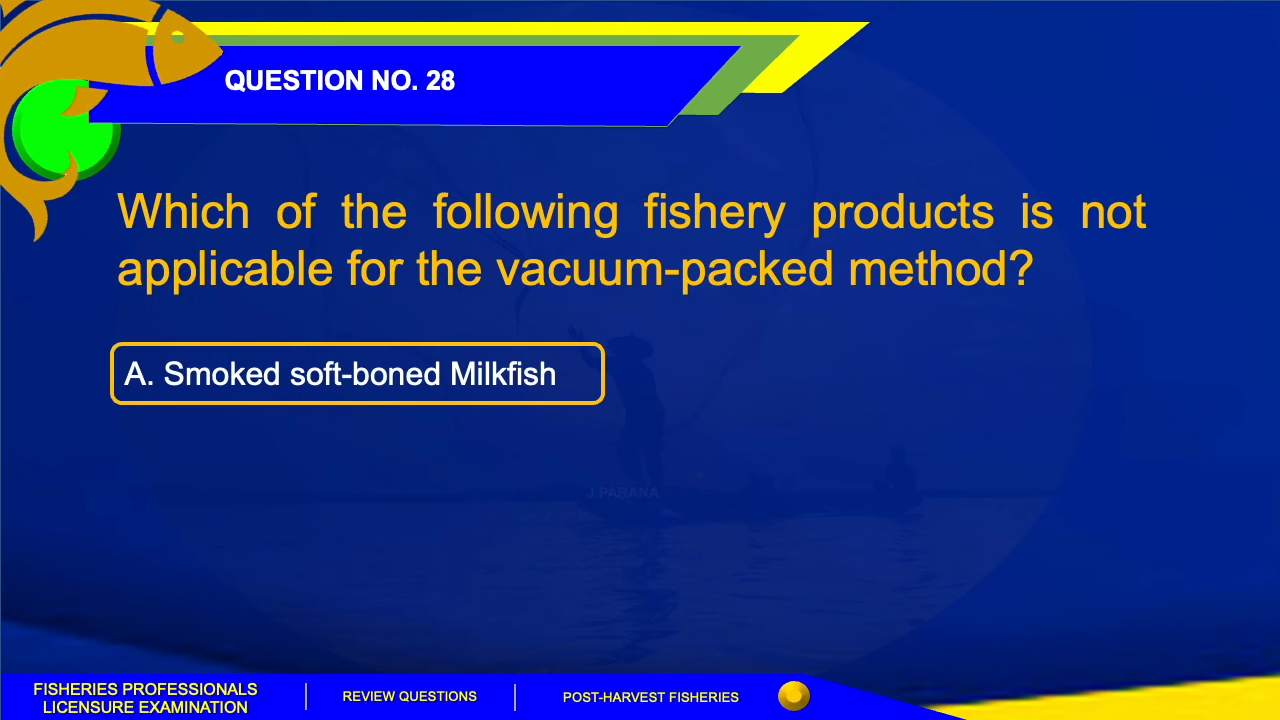 QUESTION NO. 28
Which of the following fishery products is not
applicable for the vacuum-packed method?
A. Smoked soft-boned Milkfish
J.PARANA
FISHERIES PROFESSIONALS
LICENSURE EXAMINATION
REVIEW QUESTIONS
POST-HARVEST FISHERIES